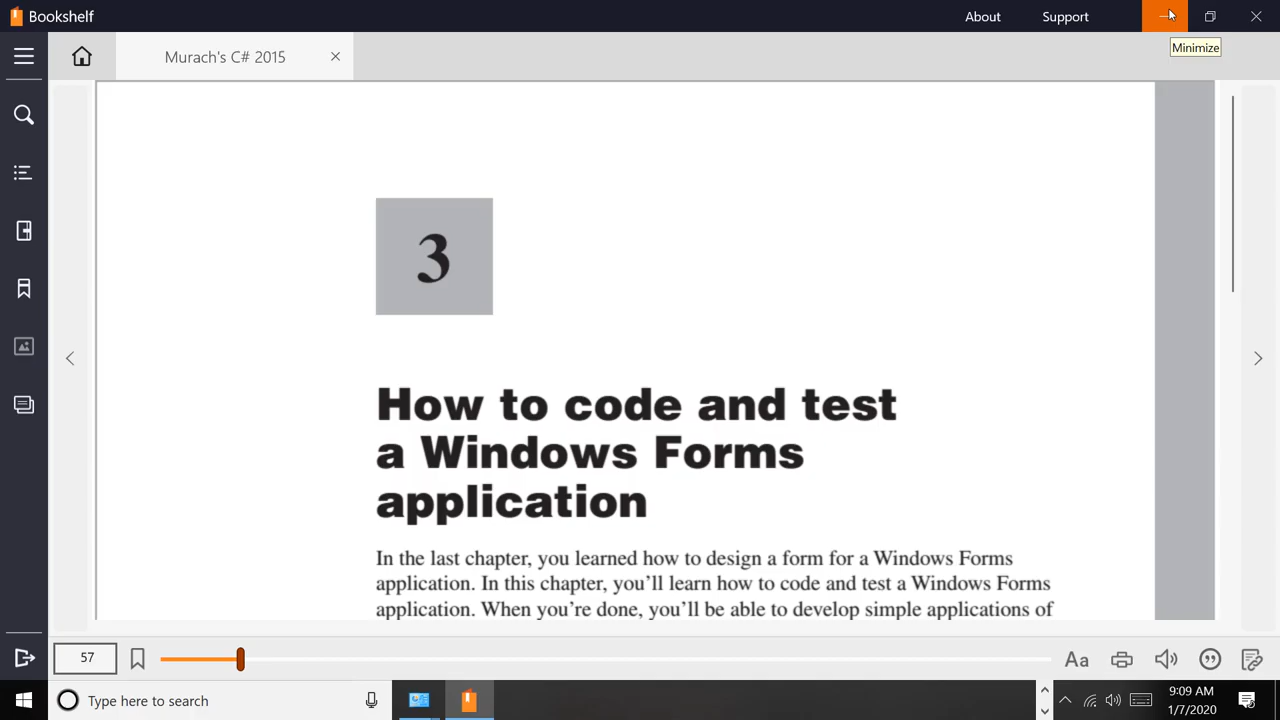 Bookshelf
About
Support
Minimize
Murach's C# 2015
3
How to code and test
a Windows Forms
application
In the last chapter, you learned how to design a form for a Windows Forms
application. In this chapter, you'll learn how to code and test a Windows Forms
application. When you're done, you'll be able to develop simple applications of
57
Aa
Type here to search
9:09 AM
1/7/2020